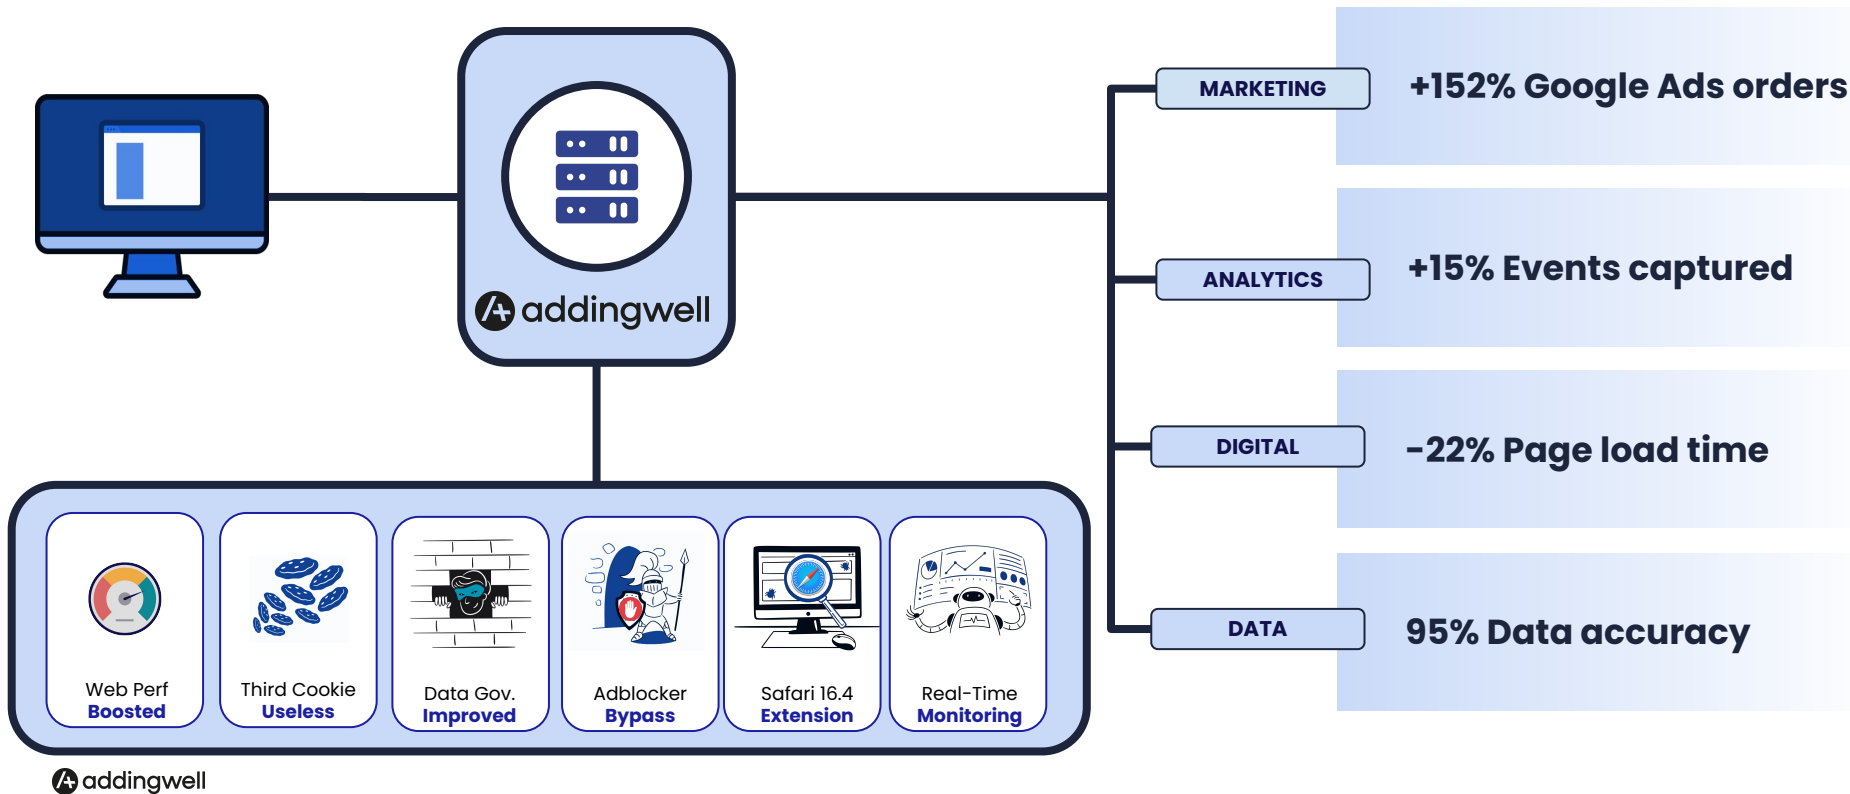 addingwell
MARKETING
+152% Google Ads orders
ANALYTICS
+15% Events captured
DIGITAL
-22% Page load time
DATA
95% Data accuracy
Web Perf
Boosted
Third Cookie
Useless
Data Gov.
Improved
Adblocker
Bypass
Safari 16.4
Extension
Real-Time
Monitoring
addingwell